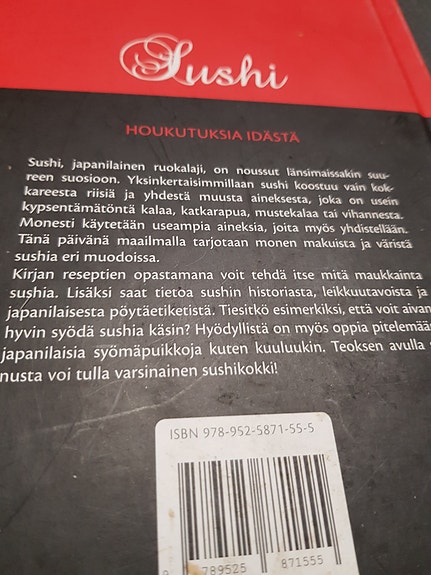 Sushi
HOUKUTUKSIA IDÄSTÄ
Sushi, japanilainen ruokalaji, on noussut länsimaissakin suu-
reen suosioon. Yksinkertaisimmillaan sushi koostuu vain kok-
kareesta riisiä ja yhdestä muusta aineksesta, joka on usein
kypsentämätöntä kalaa, katkarapua, mustekalaa tai vihannesta.
Monesti käytetään useampia aineksia, joita myös yhdistellään.
Tänä päivänä maailmalla tarjotaan monen makuista ja väristä
sushia eri muodoissa.
Kirjan reseptien opastamana voit tehdä itse mitä maukkainta
sushia. Lisäksi saat tietoa sushin historiasta, leikkuutavoista ja
japanilaisesta pöytäetiketistä. Tiesitkö esimerkiksi, että voit aivan
hyvin syödä sushia käsin? Hyödyllistä on myös oppia pitelemää
japanilaisia syömäpuikkoja kuten kuuluukin. Teoksen avulla s
nusta voi tulla varsinainen sushikokki!
ISBN 978-952-5871-55-5
789525 871555